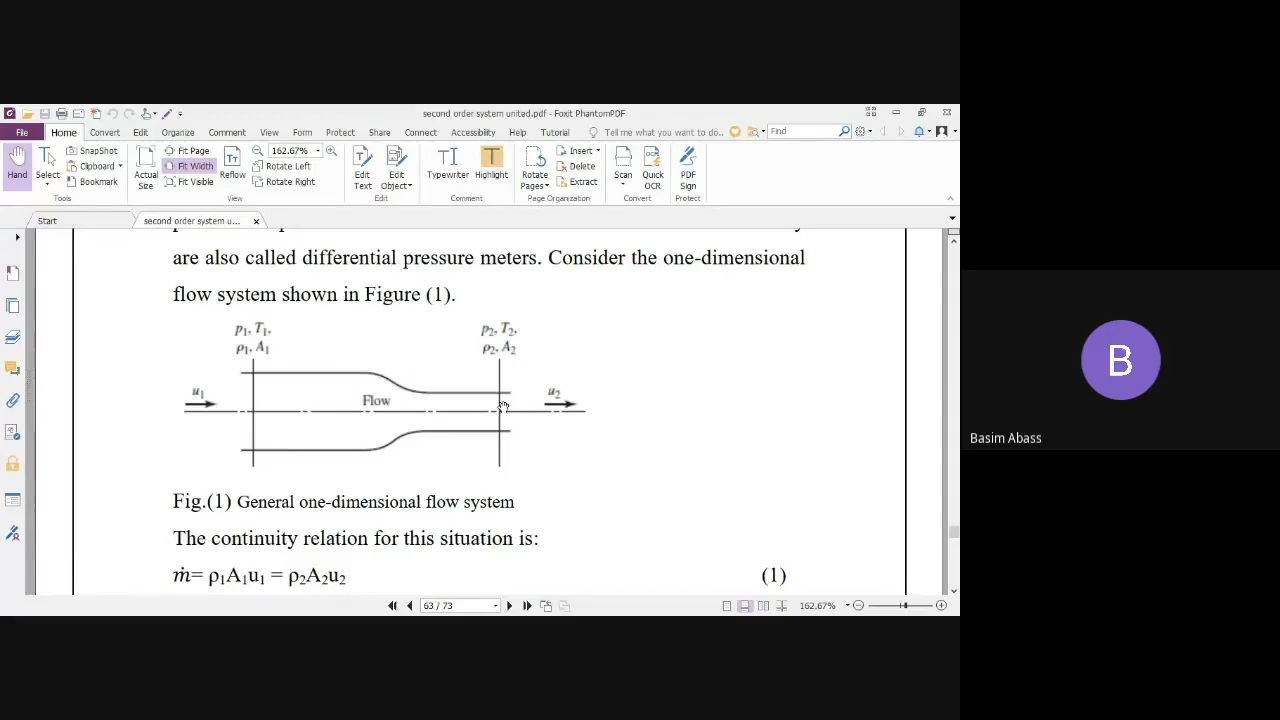 second order system united.pdf - Foxit PhantomPDF
File Home Convert Edit Organize Comment View Form Protect Share Connect Accessibility Help Tutorial Tell me what you want to do.. Find
Hand
Select
SnapShot
Clipboard
Bookmark
Tools
Actual Size
Fit Page
Fit Width
Fit Visible
Reflow
162.67%
Rotate Left
Rotate Right
View
Edit Text
Edit Object
Edit
Typewriter
Highlight
Comment
Rotate Pages
Insert
Delete
Extract
Page Organization
Scan
Quick OCR
Convert
PDF Sign
Protect
Start
second order system u...
are also called differential pressure meters. Consider the one-dimensional
flow system shown in Figure (1).
p₁, T₁, p₂, T₂,
ρ₁, A₁ ρ₂, A₂
u₁ Flow u₂
Fig.(1) General one-dimensional flow system
The continuity relation for this situation is:
ṁ= ρ₁A₁u₁ = ρ₂A₂u₂ (1)
63 / 73
162.67%
B
Basim Abass